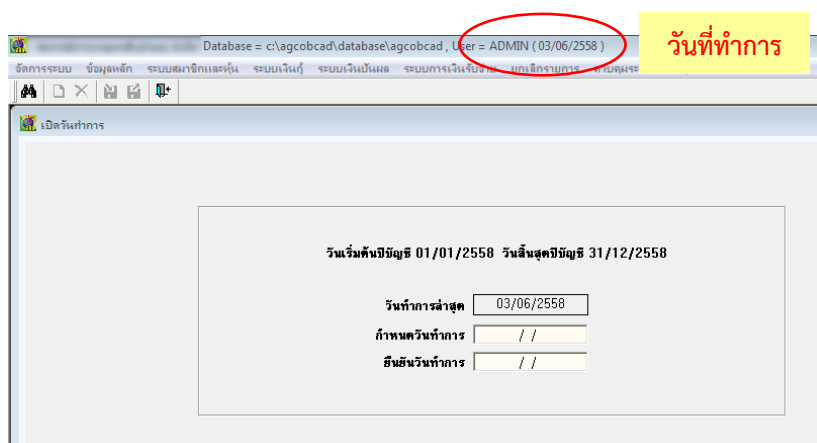 Database = c:\agcobcad\database\agcobcad , User = ADMIN ( 03/06/2558 )
วันที่ทำการ
จัดการระบบ ข้อมูลหลัก ระบบสมาชิกและหุ้น ระบบเงินกู้ ระบบเงินปันผล ระบบการเงินรับจ่าย ยกเลิกรายการ
เปิดวันทำการ
วันเริ่มต้นปีบัญชี 01/01/2558 วันสิ้นสุดปีบัญชี 31/12/2558
วันทำการล่าสุด 03/06/2558
กำหนดวันทำการ / /
ยืนยันวันทำการ / /